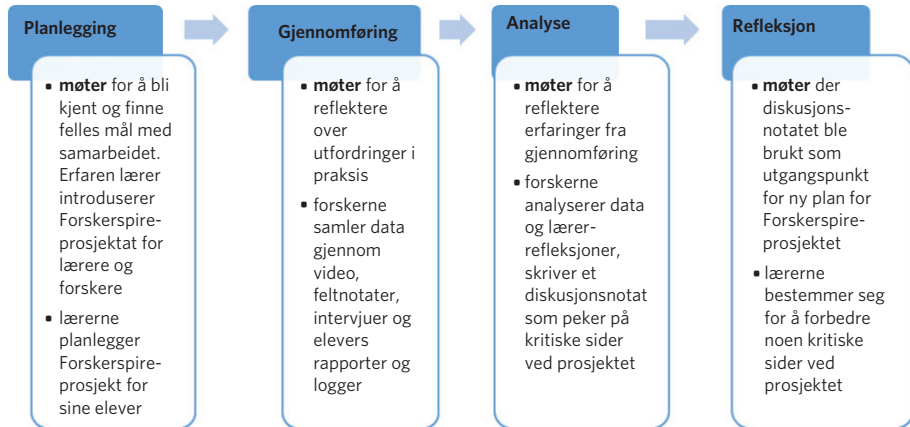 Planlegging
▪ møter for å bli
kjent og finne
felles mål med
samarbeidet.
Erfaren lærer
introduserer
Forskerspire-
prosjektat for
lærere og
forskere
▪ lærerne
planlegger
Forskerspire-
prosjekt for
sine elever
Gjennomføring
▪ møter for å
reflektere
over
utfordringer i
praksis
▪ forskerne
samler data
gjennom
video,
feltnotater,
intervjuer og
elevers
rapporter og
logger
Analyse
▪ møter for å
reflektere
erfaringer fra
gjennomføring
▪ forskerne
analyserer data
og lærer-
refleksjoner,
skriver et
diskusjonsnotat
som peker på
kritiske sider
ved prosjektet
Refleksjon
▪ møter der
diskusjons-
notatet ble
brukt som
utgangspunkt
for ny plan for
Forskerspire-
prosjektet
▪ lærerne
bestemmer seg
for å forbedre
noen kritiske
sider ved
prosjektet